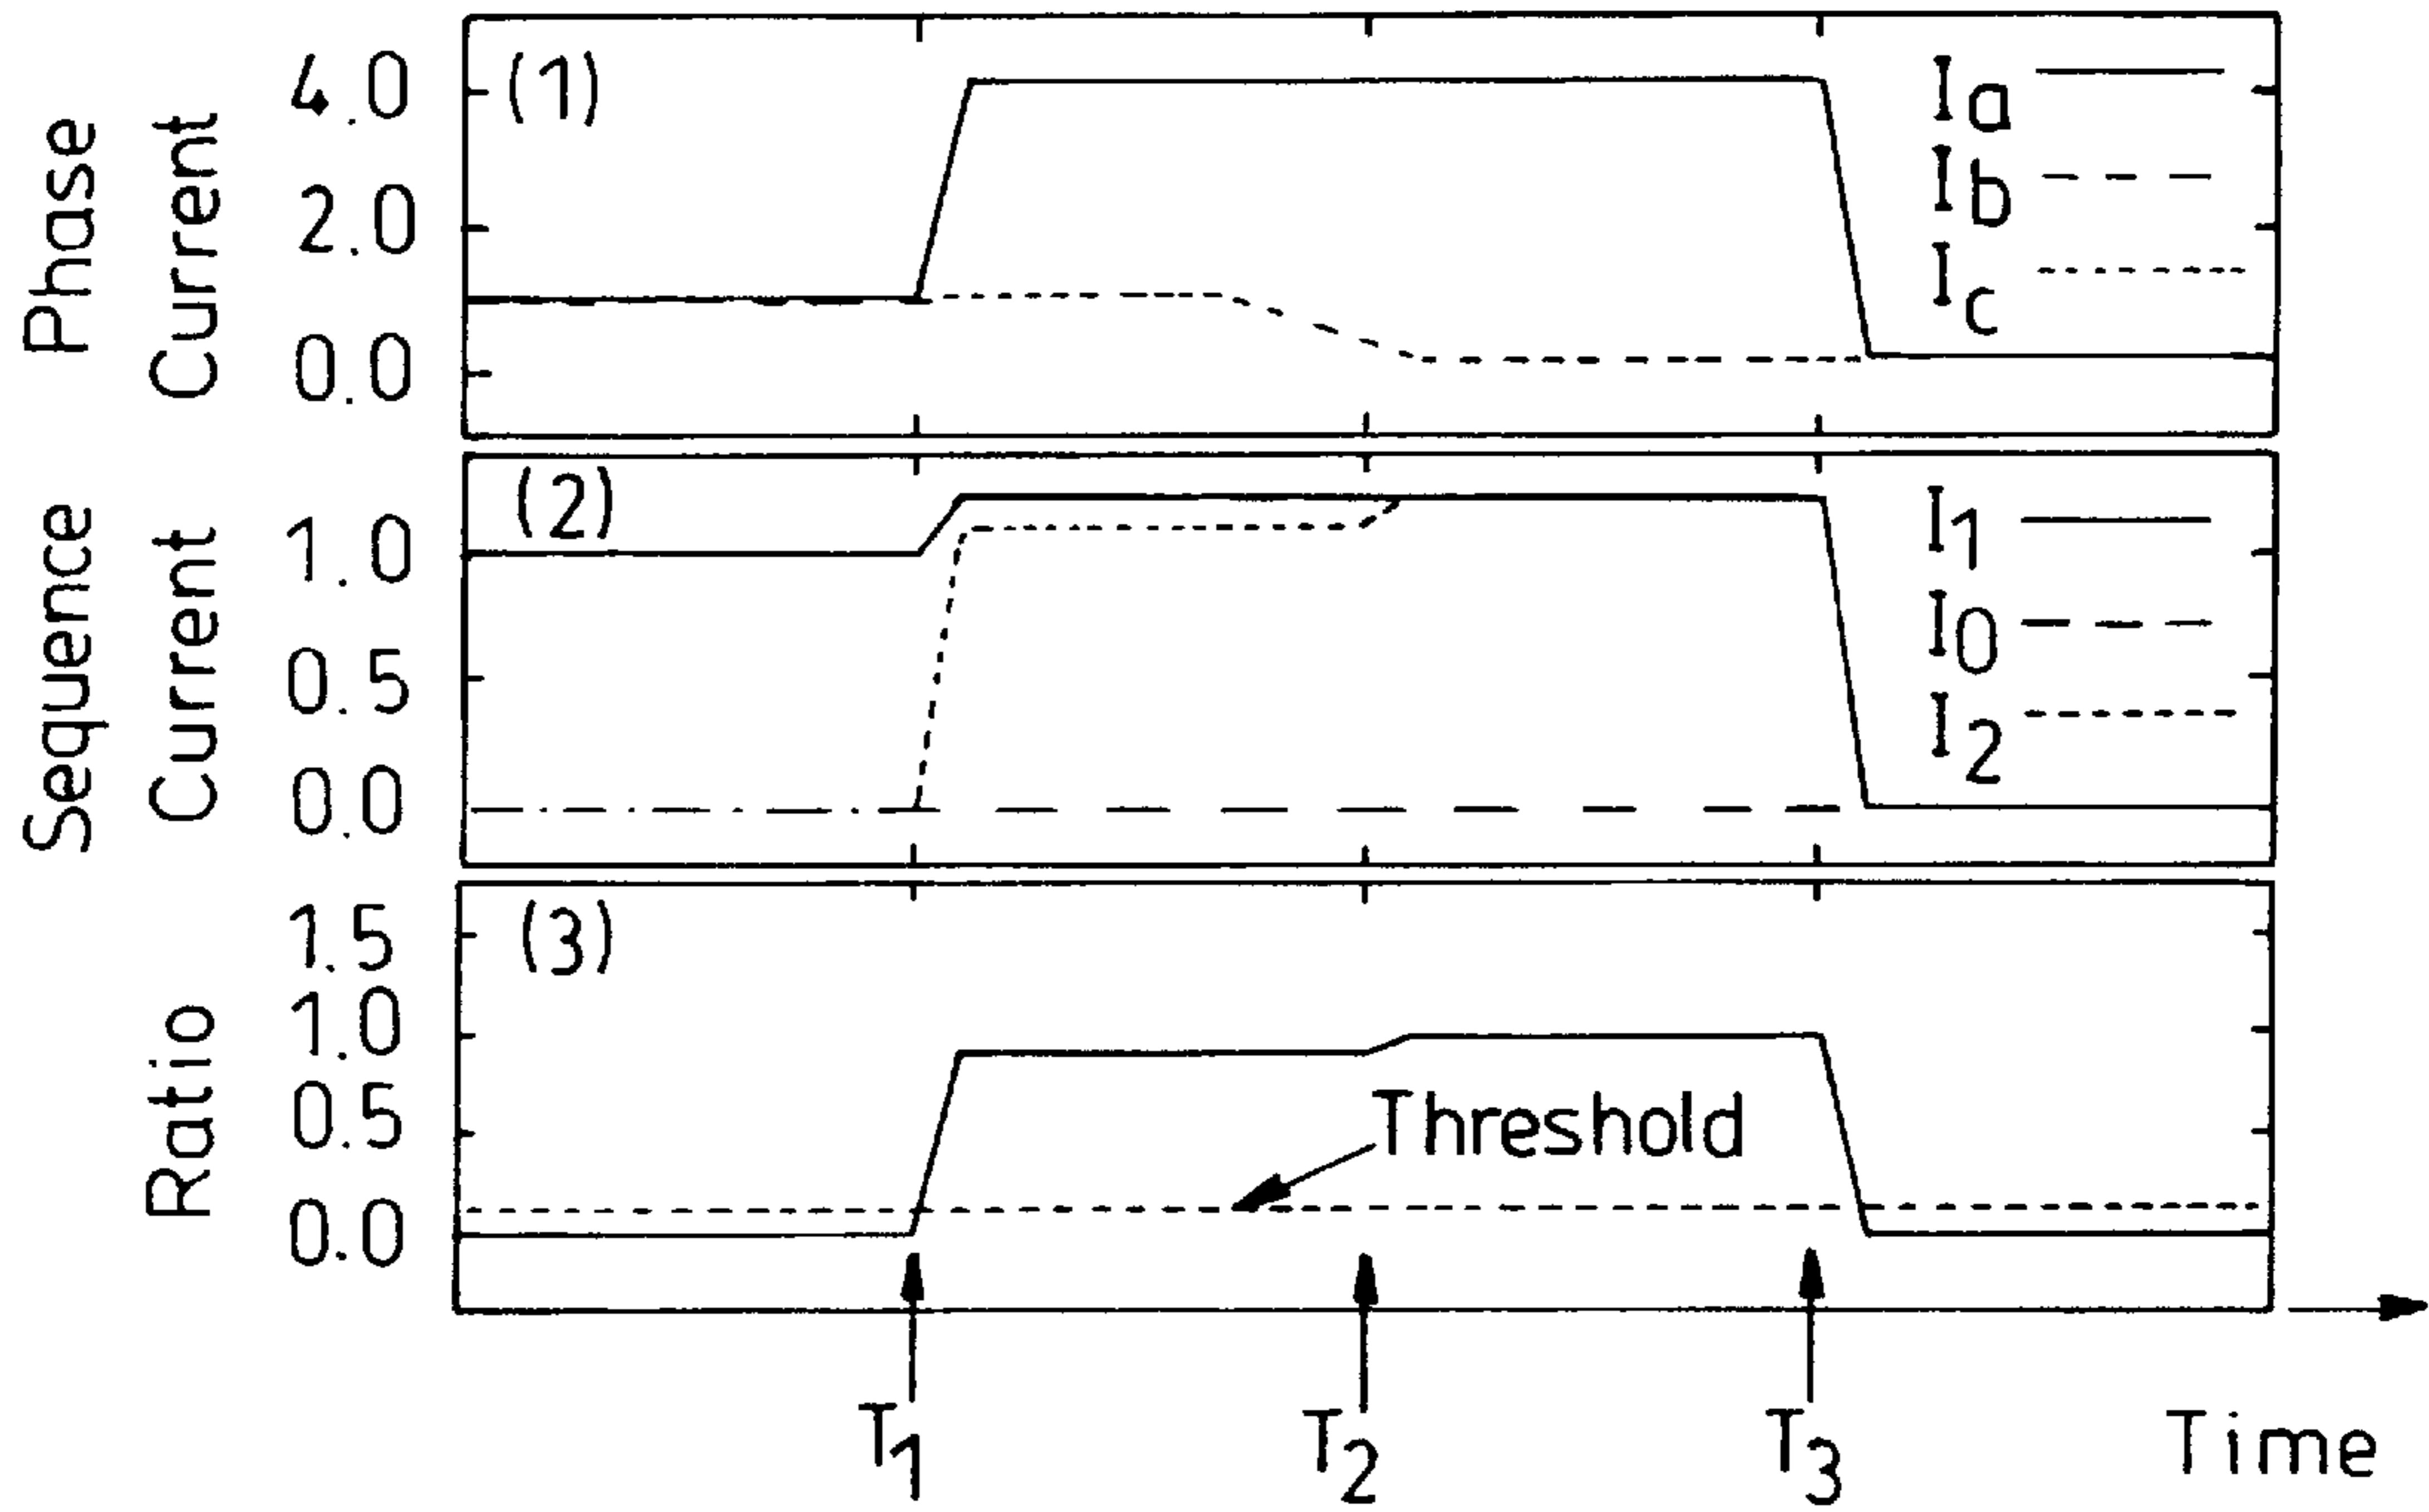 Phase Current
4.0
2.0
0.0
(1)
Ia
Ib
Ic
Sequence Current
1.0
0.5
0.0
(2)
I1
I0
I2
Ratio
1.5
1.0
0.5
0.0
(3)
Threshold
T1
T2
T3
Time